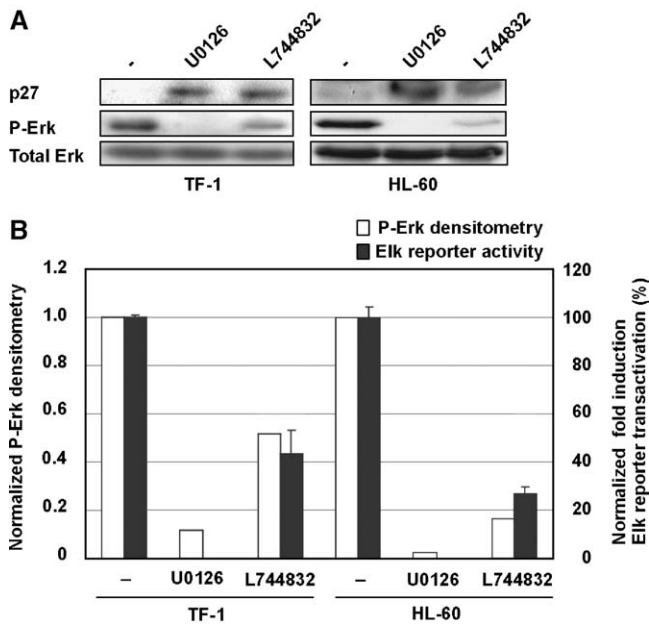 A
-
U0126
L744832
-
U0126
L744832
p27
P-Erk
Total Erk
TF-1
HL-60
B
P-Erk densitometry
Elk reporter activity
Normalized P-Erk densitometry
1.2
1.0
0.8
0.6
0.4
0.2
0
120
100
80
60
40
20
0
Normalized fold induction
Elk reporter transactivation (%)
– U0126 L744832 – U0126 L744832
TF-1 HL-60